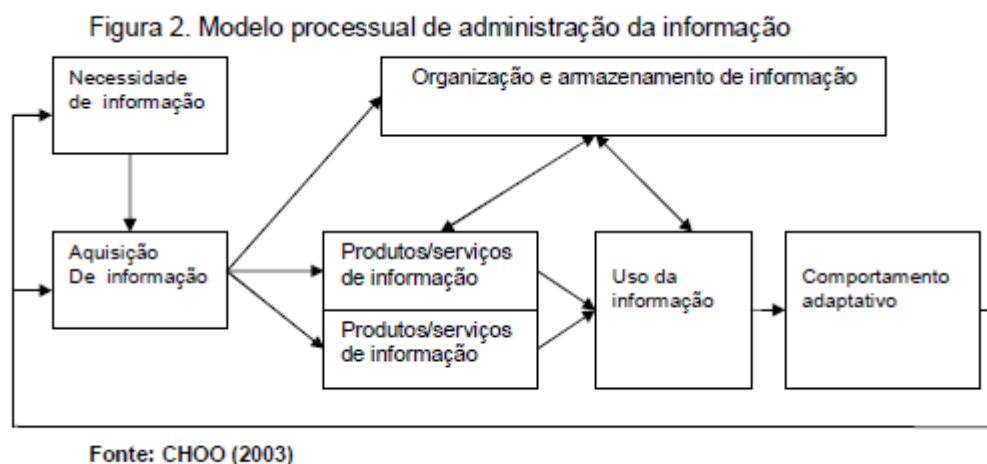 Figura 2. Modelo processual de administração da informação
Necessidade
de informação
Organização e armazenamento de informação
Aquisição
De informação
Produtos/serviços
de informação
Produtos/serviços
de informação
Uso da
informação
Comportamento
adaptativo
Fonte: CHOO (2003)